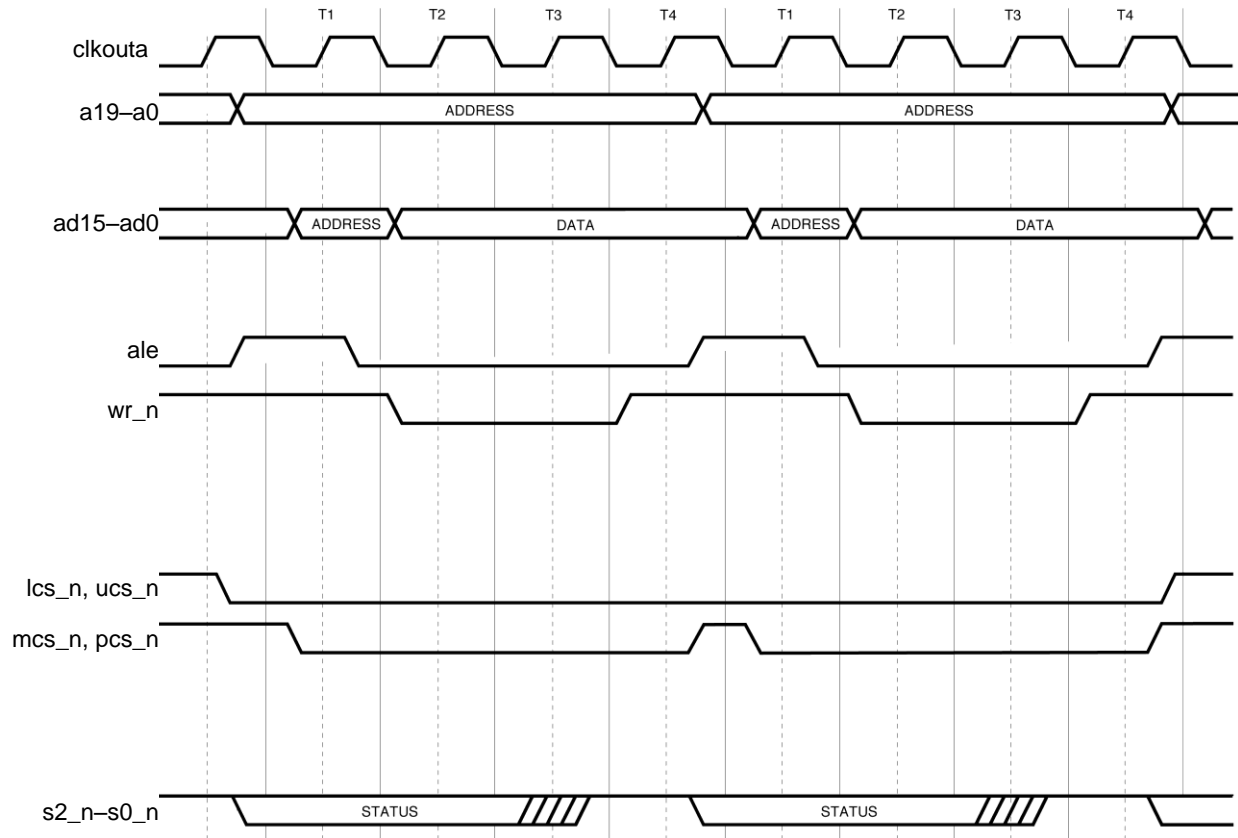 T1 T2 T3 T4 T1 T2 T3 T4
clkouta
a19–a0 ADDRESS ADDRESS
ad15–ad0 ADDRESS DATA ADDRESS DATA
ale
wr_n
lcs_n, ucs_n
mcs_n, pcs_n
s2_n–s0_n STATUS STATUS